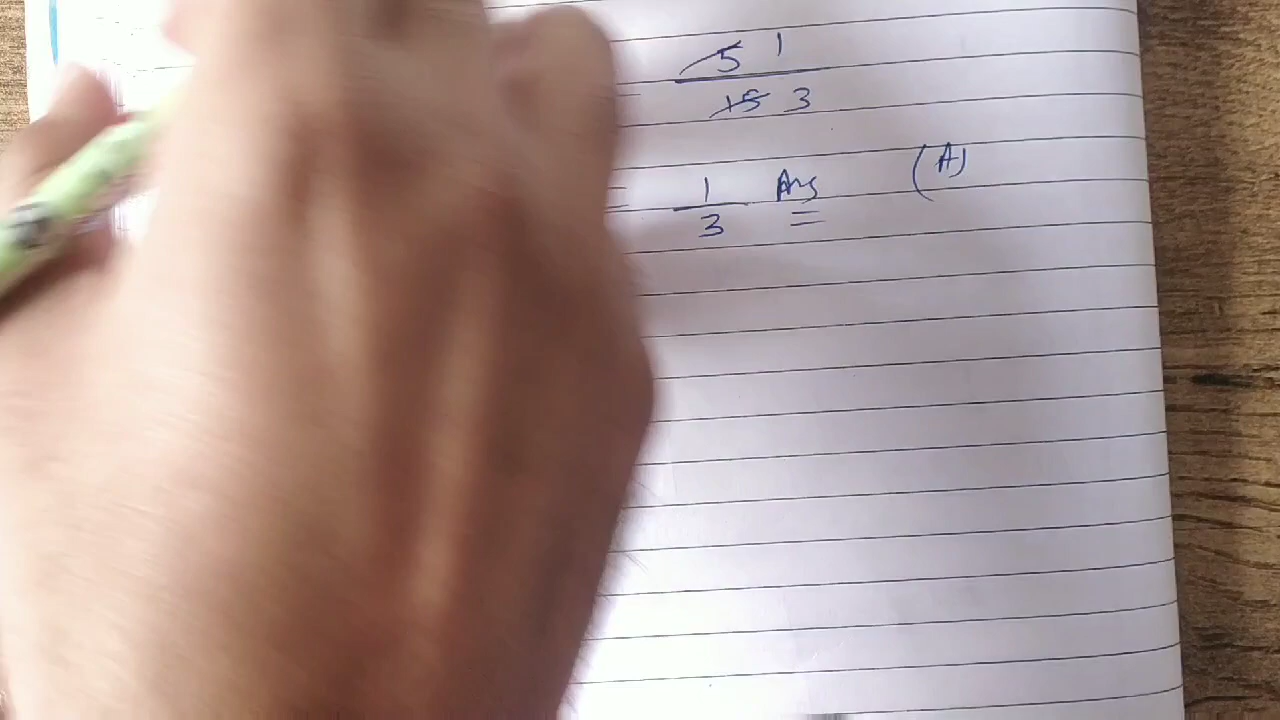 = 5 1
15 3
= 1 Ans (A)
3